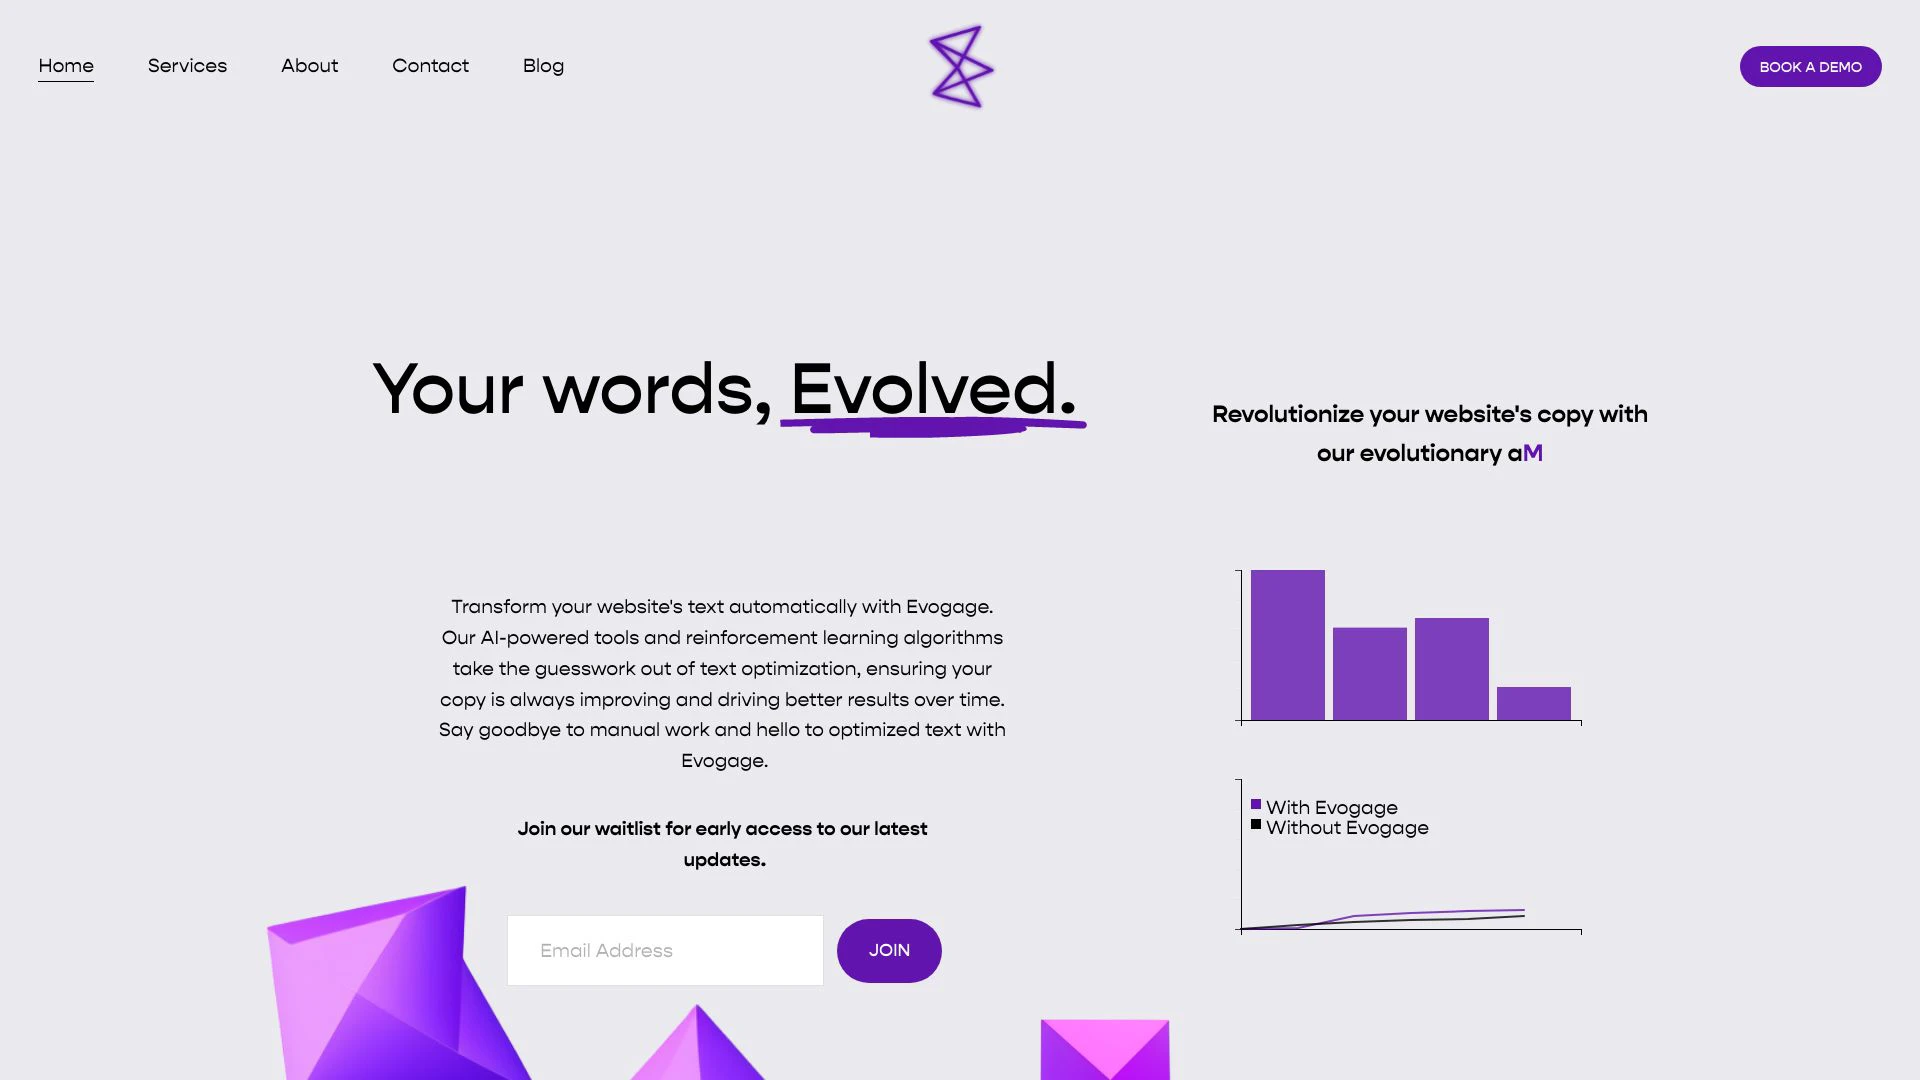 Home
Services
About
Contact
Blog
BOOK A DEMO
Your words, Evolved.
Revolutionize your website's copy with
our evolutionary aM
Transform your website's text automatically with Evogage.
Our AI-powered tools and reinforcement learning algorithms
take the guesswork out of text optimization, ensuring your
copy is always improving and driving better results over time.
Say goodbye to manual work and hello to optimized text with
Evogage.
Join our waitlist for early access to our latest
updates.
Email Address
JOIN
With Evogage
Without Evogage